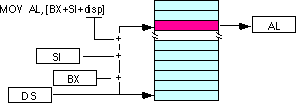 MOV AL,[BX+SI+disp]
+
AL
SI
+
BX
+
DS